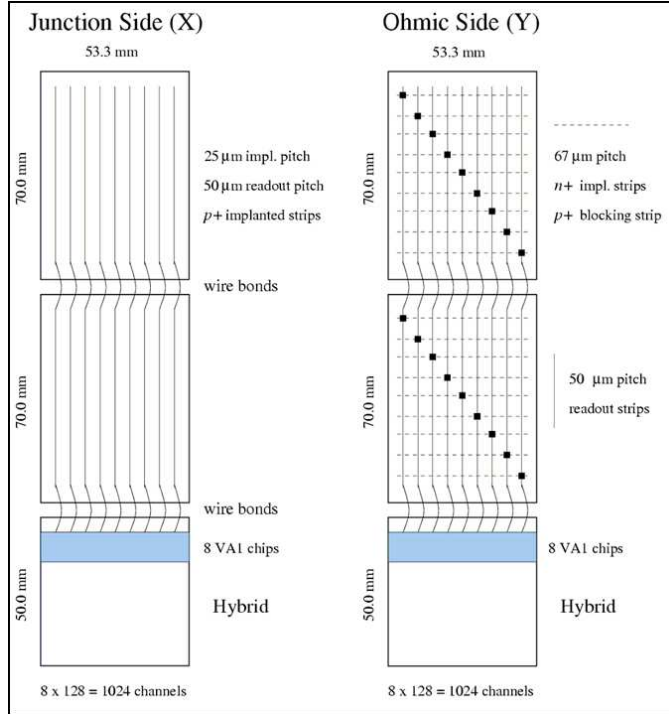 Junction Side (X)
53.3 mm
70.0 mm
25 μm impl. pitch
50 μm readout pitch
p+ implanted strips
wire bonds
70.0 mm
wire bonds
8 VA1 chips
50.0 mm
Hybrid
8 x 128 = 1024 channels
Ohmic Side (Y)
53.3 mm
70.0 mm
67 μm pitch
n+ impl. strips
p+ blocking strip
70.0 mm
50 μm pitch
readout strips
8 VA1 chips
50.0 mm
Hybrid
8 x 128 = 1024 channels